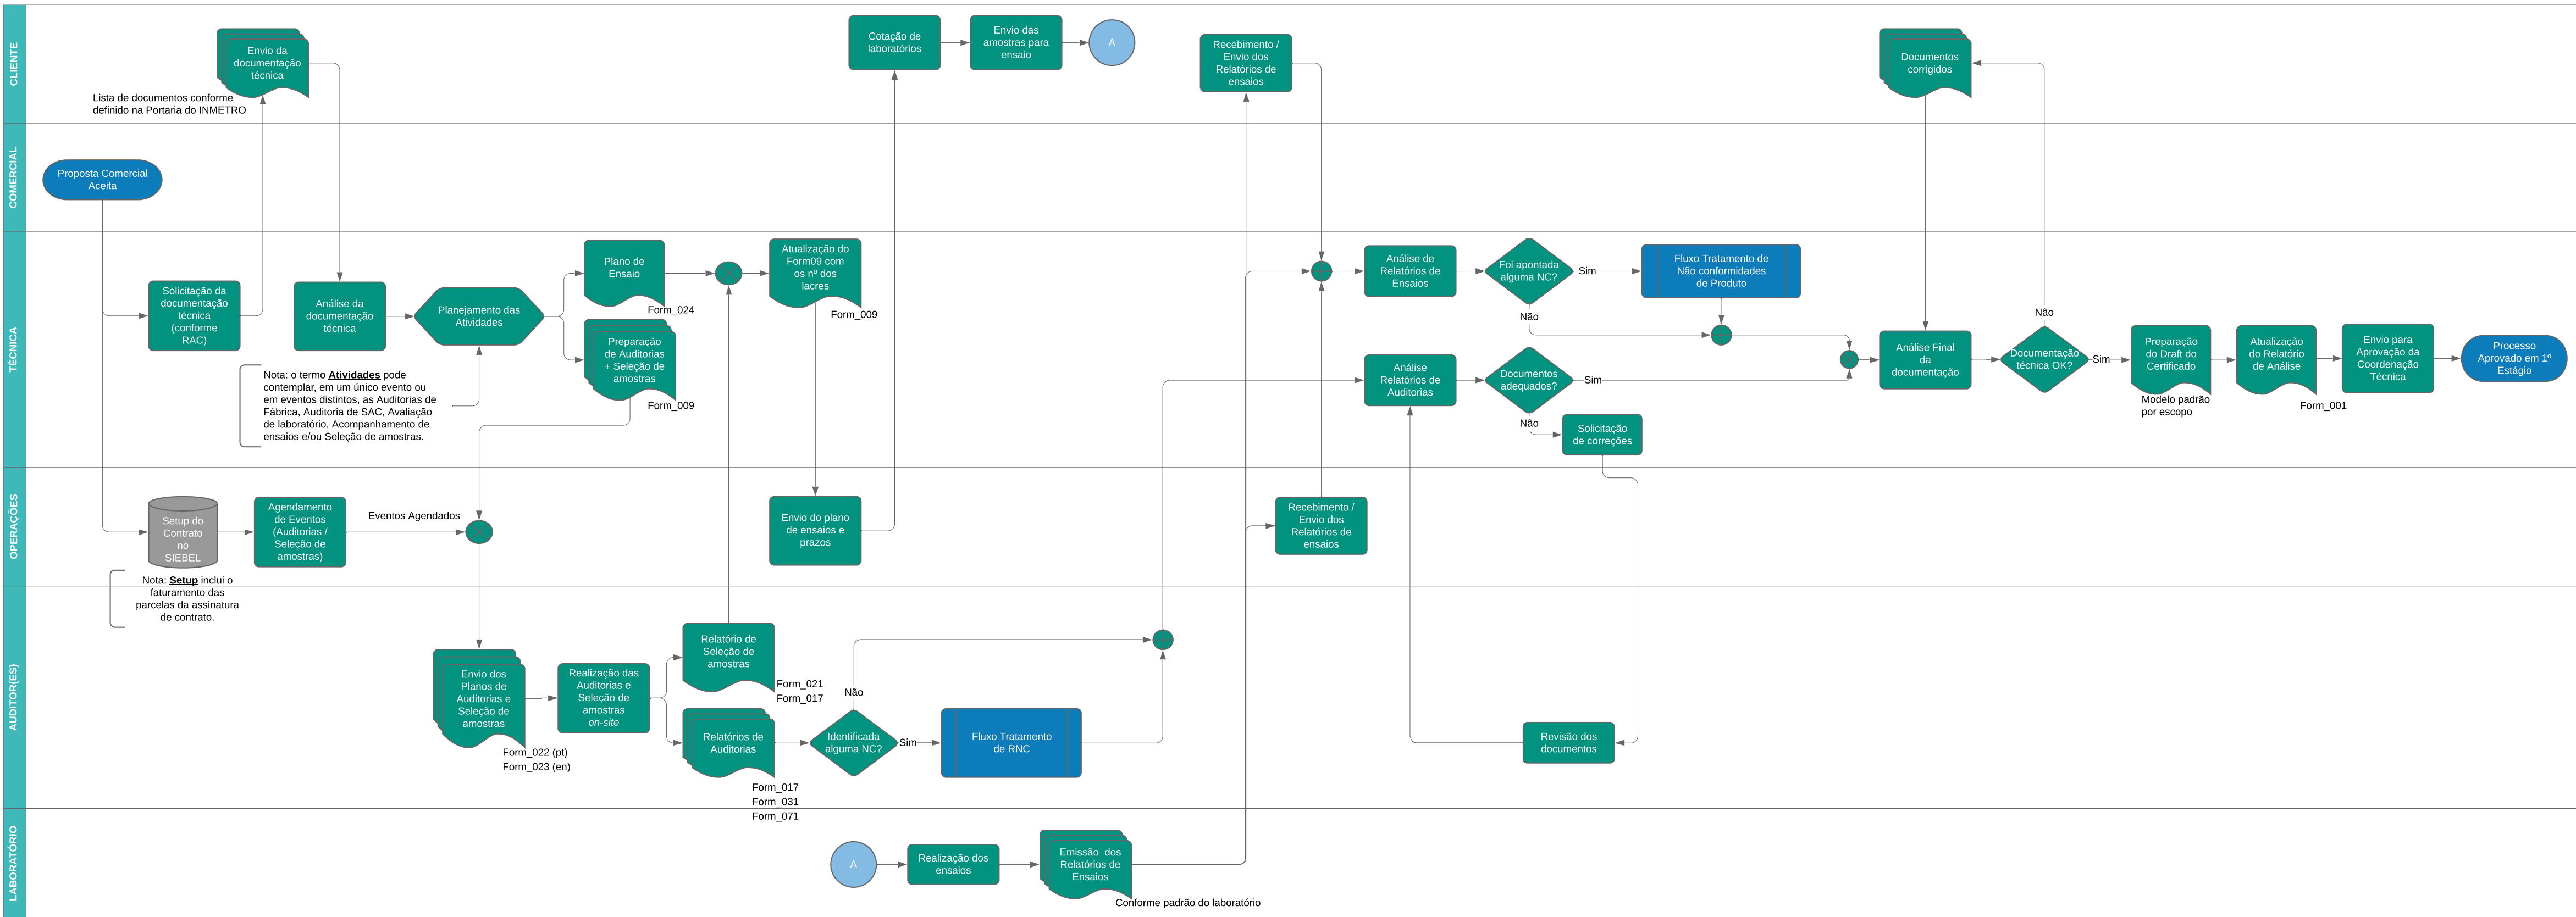 CLIENTE
Envio da
documentação
técnica
Lista de documentos conforme
definido na Portaria do INMETRO
Cotação de
laboratórios
Envio das
amostras para
ensaio
A
Recebimento /
Envio dos
Relatórios de
ensaios
Documentos
corrigidos
COMERCIAL
Proposta Comercial
Aceita
TÉCNICA
Solicitação da
documentação
técnica
(conforme
RAC)
Análise da
documentação
técnica
Planejamento das
Atividades
Nota: o termo Atividades pode
contemplar, em um único evento ou
em eventos distintos, as Auditorias de
Fábrica, Auditoria de SAC, Avaliação
de laboratório, Acompanhamento de
ensaios e/ou Seleção de amostras.
Plano de
Ensaio
Form_024
Preparação
de Auditorias
+ Seleção de
amostras
Form_009
Atualização do
Form09 com
os nº dos
lacres
Form_009
Análise de
Relatórios de
Ensaios
Foi apontada
alguma NC?
Sim
Não
Fluxo Tratamento de
Não conformidades
de Produto
Análise
Relatórios de
Auditorias
Documentos
adequados?
Sim
Não
Solicitação
de correções
Análise Final
da
documentação
Documentação
técnica OK?
Não
Sim
Preparação
do Draft do
Certificado
Modelo padrão
por escopo
Atualização
do Relatório
de Análise
Form_001
Envio para
Aprovação da
Coordenação
Técnica
Processo
Aprovado em 1º
Estágio
OPERAÇÕES
Setup do
Contrato
no
SIEBEL
Nota: Setup inclui o
faturamento das
parcelas da assinatura
de contrato.
Agendamento
de Eventos
(Auditorias /
Seleção de
amostras)
Eventos Agendados
Envio do plano
de ensaios e
prazos
Recebimento /
Envio dos
Relatórios de
ensaios
AUDITOR(ES)
Envio dos
Planos de
Auditorias e
Seleção de
amostras
Form_022 (pt)
Form_023 (en)
Realização das
Auditorias e
Seleção de
amostras
on-site
Relatório de
Seleção de
amostras
Form_021
Form_017
Relatórios de
Auditorias
Form_017
Form_031
Form_071
Identificada
alguma NC?
Não
Sim
Fluxo Tratamento
de RNC
Revisão dos
documentos
LABORATÓRIO
A
Realização dos
ensaios
Emissão  dos
Relatórios de
Ensaios
Conforme padrão do laboratório